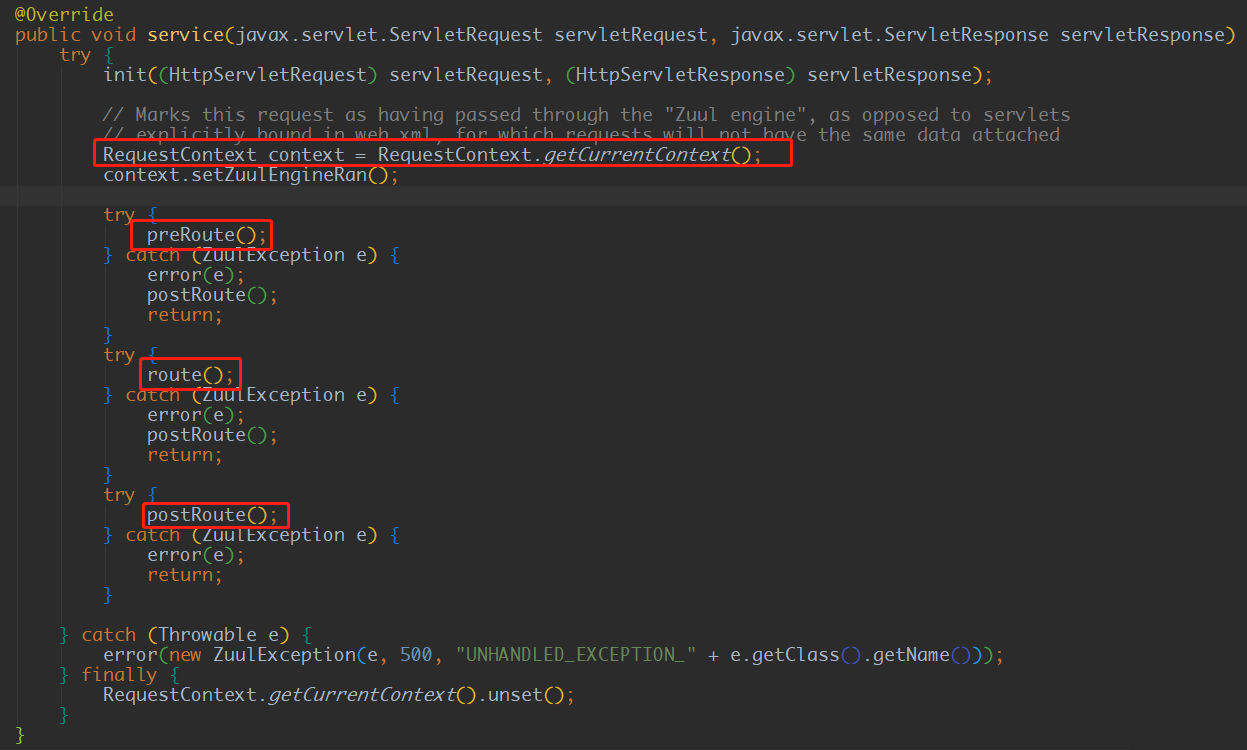 @Override
public void service(javax.servlet.ServletRequest servletRequest, javax.servlet.ServletResponse servletResponse)
try {
init((HttpServletRequest) servletRequest, (HttpServletResponse) servletResponse);
// Marks this request as having passed through the "Zuul engine", as opposed to servlets
// explicitly bound in web.xml, for which requests will not have the same data attached
RequestContext context = RequestContext.getCurrentContext();
context.setZuulEngineRan();
try {
preRoute();
} catch (ZuulException e) {
error(e);
postRoute();
return;
}
try {
route();
} catch (ZuulException e) {
error(e);
postRoute();
return;
}
try {
postRoute();
} catch (ZuulException e) {
error(e);
return;
}
} catch (Throwable e) {
error(new ZuulException(e, 500, "UNHANDLED_EXCEPTION_" + e.getClass().getName()));
} finally {
RequestContext.getCurrentContext().unset();
}
}